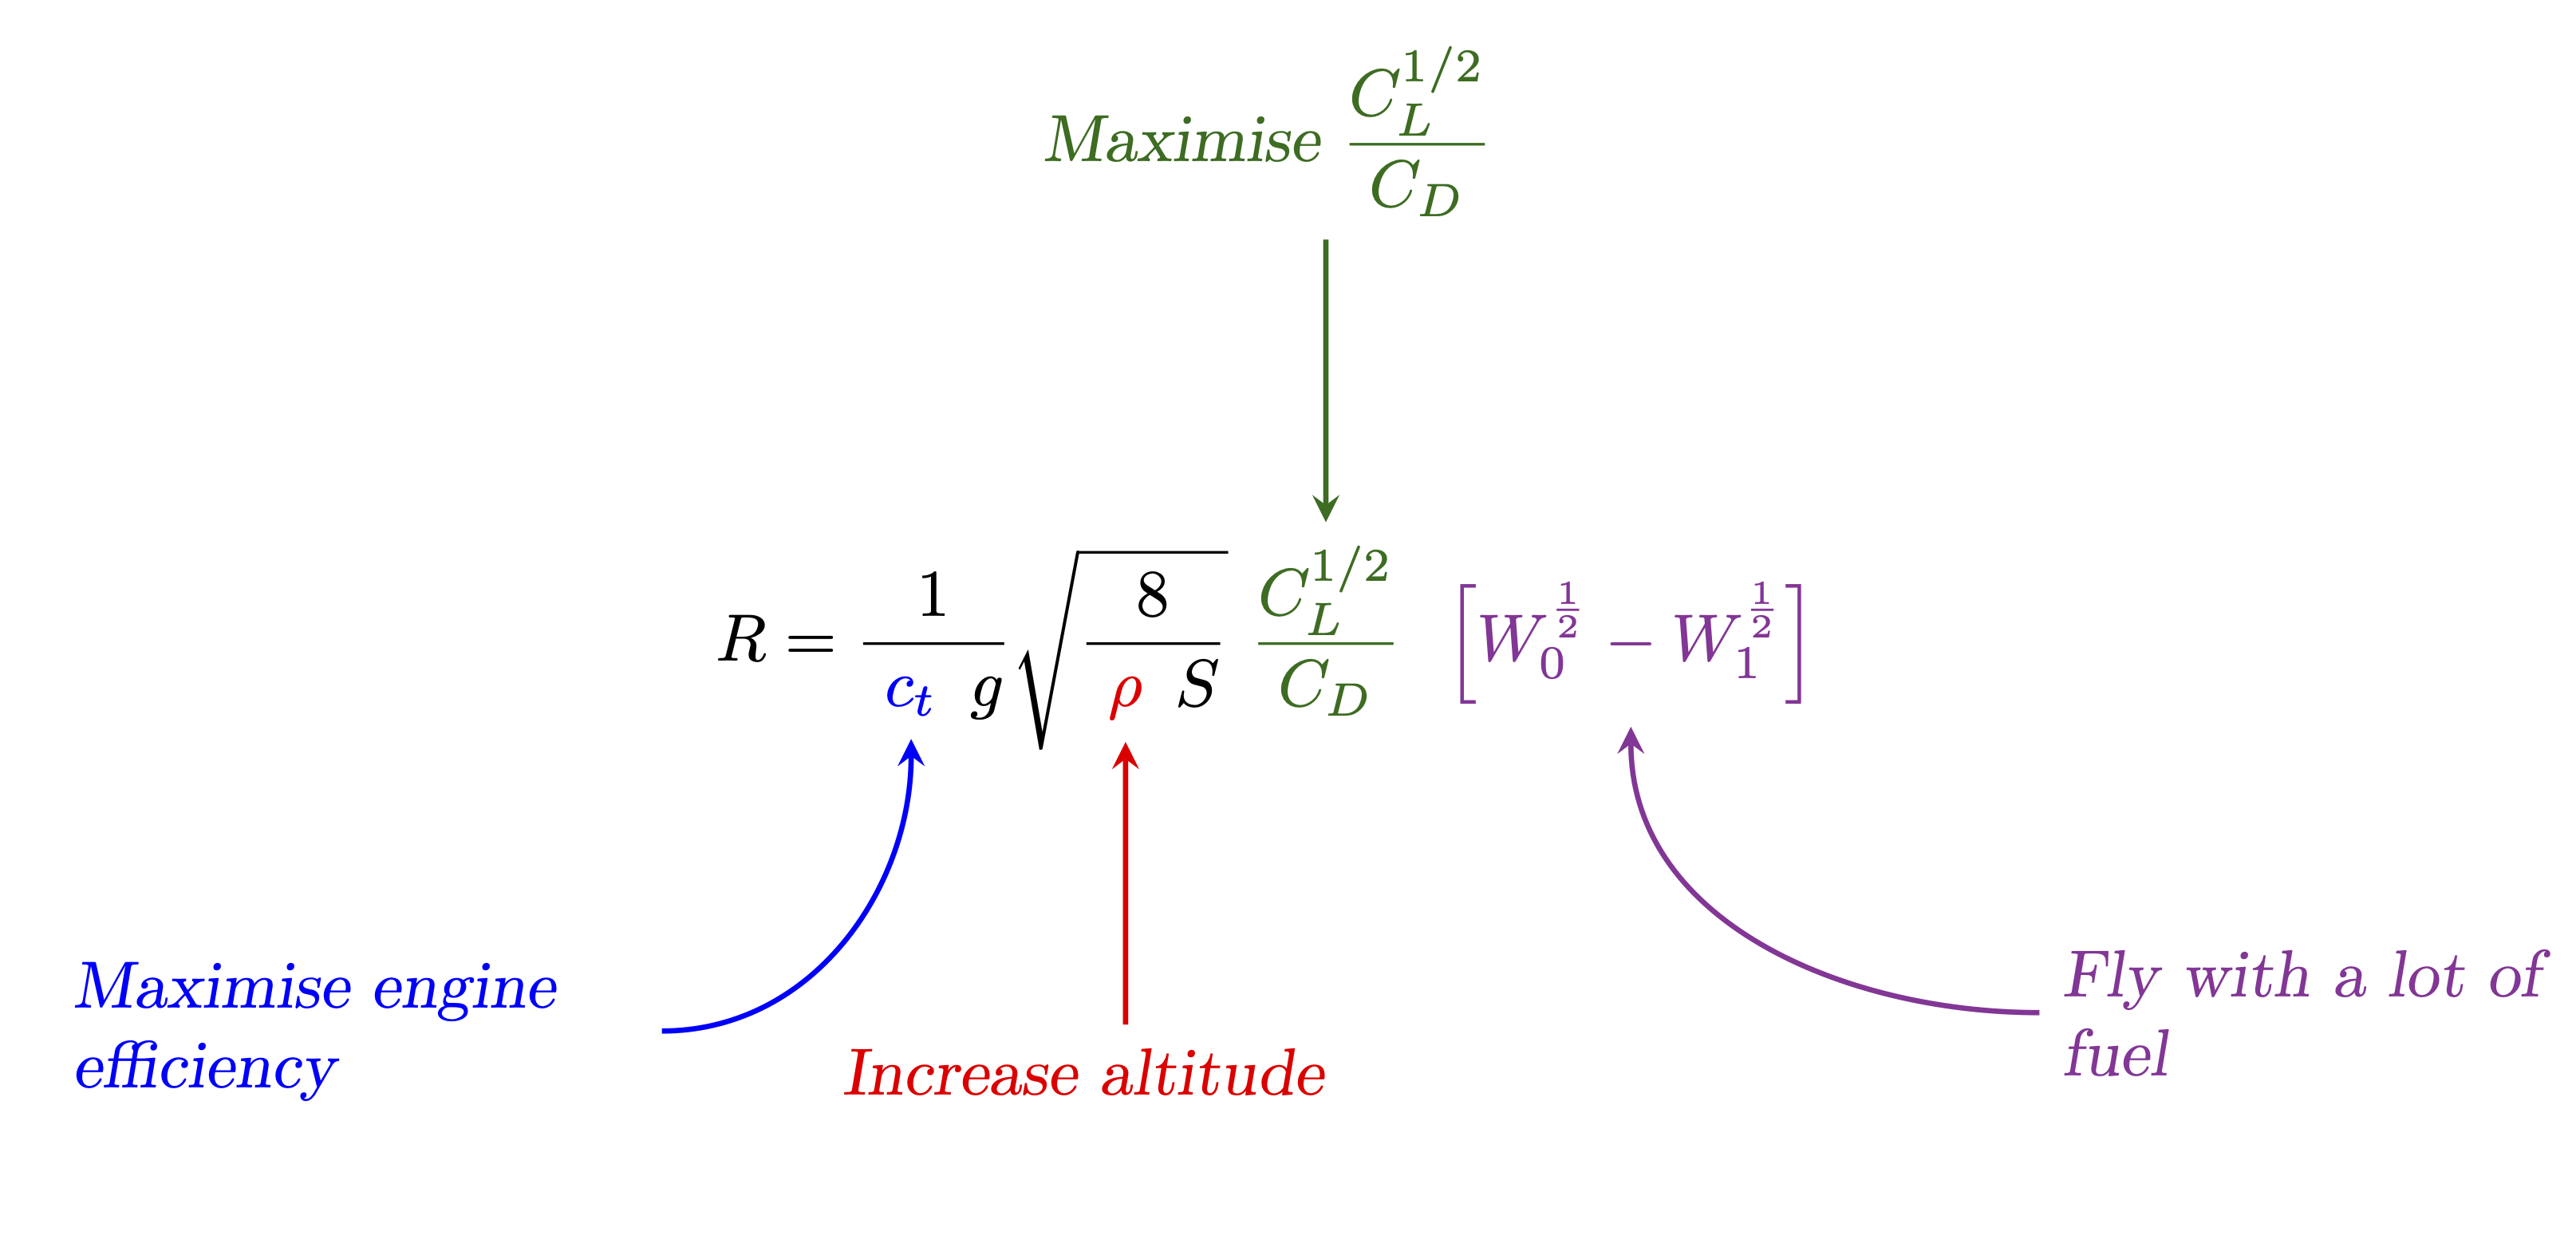 Maximise $\frac{C_L^{1/2}}{C_D}$
$R = \frac{1}{c_t \ g} \sqrt{\frac{8}{\rho \ S}} \ \frac{C_L^{1/2}}{C_D} \ \left[ W_0^{\frac{1}{2}} - W_1^{\frac{1}{2}} \right]$
Maximise engine
efficiency
Increase altitude
Fly with a lot of
fuel